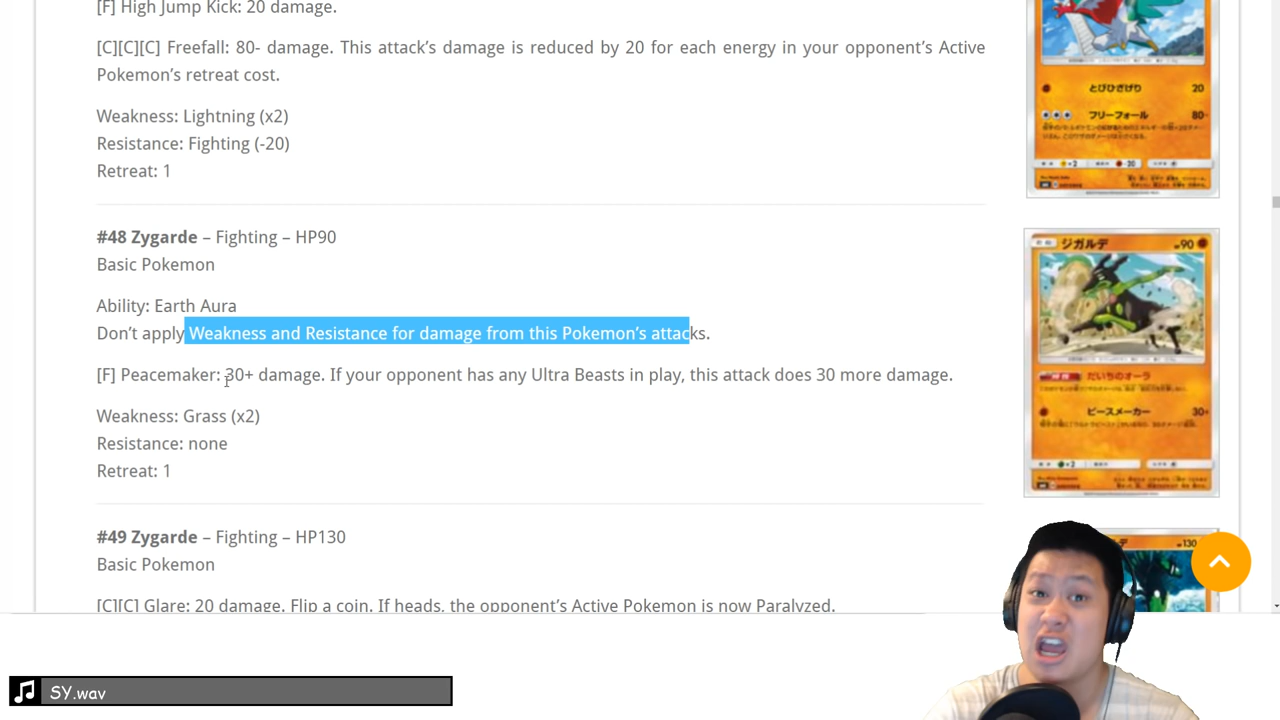 [F] High Jump Kick: 20 damage.
[C][C][C] Freefall: 80- damage. This attack’s damage is reduced by 20 for each energy in your opponent’s Active
Pokemon’s retreat cost.
Weakness: Lightning (x2)
Resistance: Fighting (-20)
Retreat: 1
とびひざげり 20
フリーフォール 80-
×2
-20
#48 Zygarde – Fighting – HP90
Basic Pokemon
Ability: Earth Aura
Don’t apply Weakness and Resistance for damage from this Pokemon’s attacks.
[F] Peacemaker: 30+ damage. If your opponent has any Ultra Beasts in play, this attack does 30 more damage.
Weakness: Grass (x2)
Resistance: none
Retreat: 1
ジガルデ 90
だいちのオーラ
ピースメーカー 30+
×2
#49 Zygarde – Fighting – HP130
Basic Pokemon
[C][C] Glare: 20 damage. Flip a coin. If heads, the opponent’s Active Pokemon is now Paralyzed.
130
SY.wav